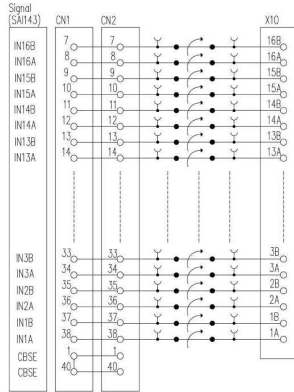 Signal
(SAI143) CN1 CN2 X10
IN16B 7 7 16B
IN16A 8 8 16A
IN15B 9 9 15B
IN15A 10 10 15A
IN14B 11 11 14B
IN14A 12 12 14A
IN13B 13 13 13B
IN13A 14 14 13A
IN3B 33 33 3B
IN3A 34 34 3A
IN2B 35 35 2B
IN2A 36 36 2A
IN1B 37 37 1B
IN1A 38 38 1A
CBSE 1 1
CBSE 40 40